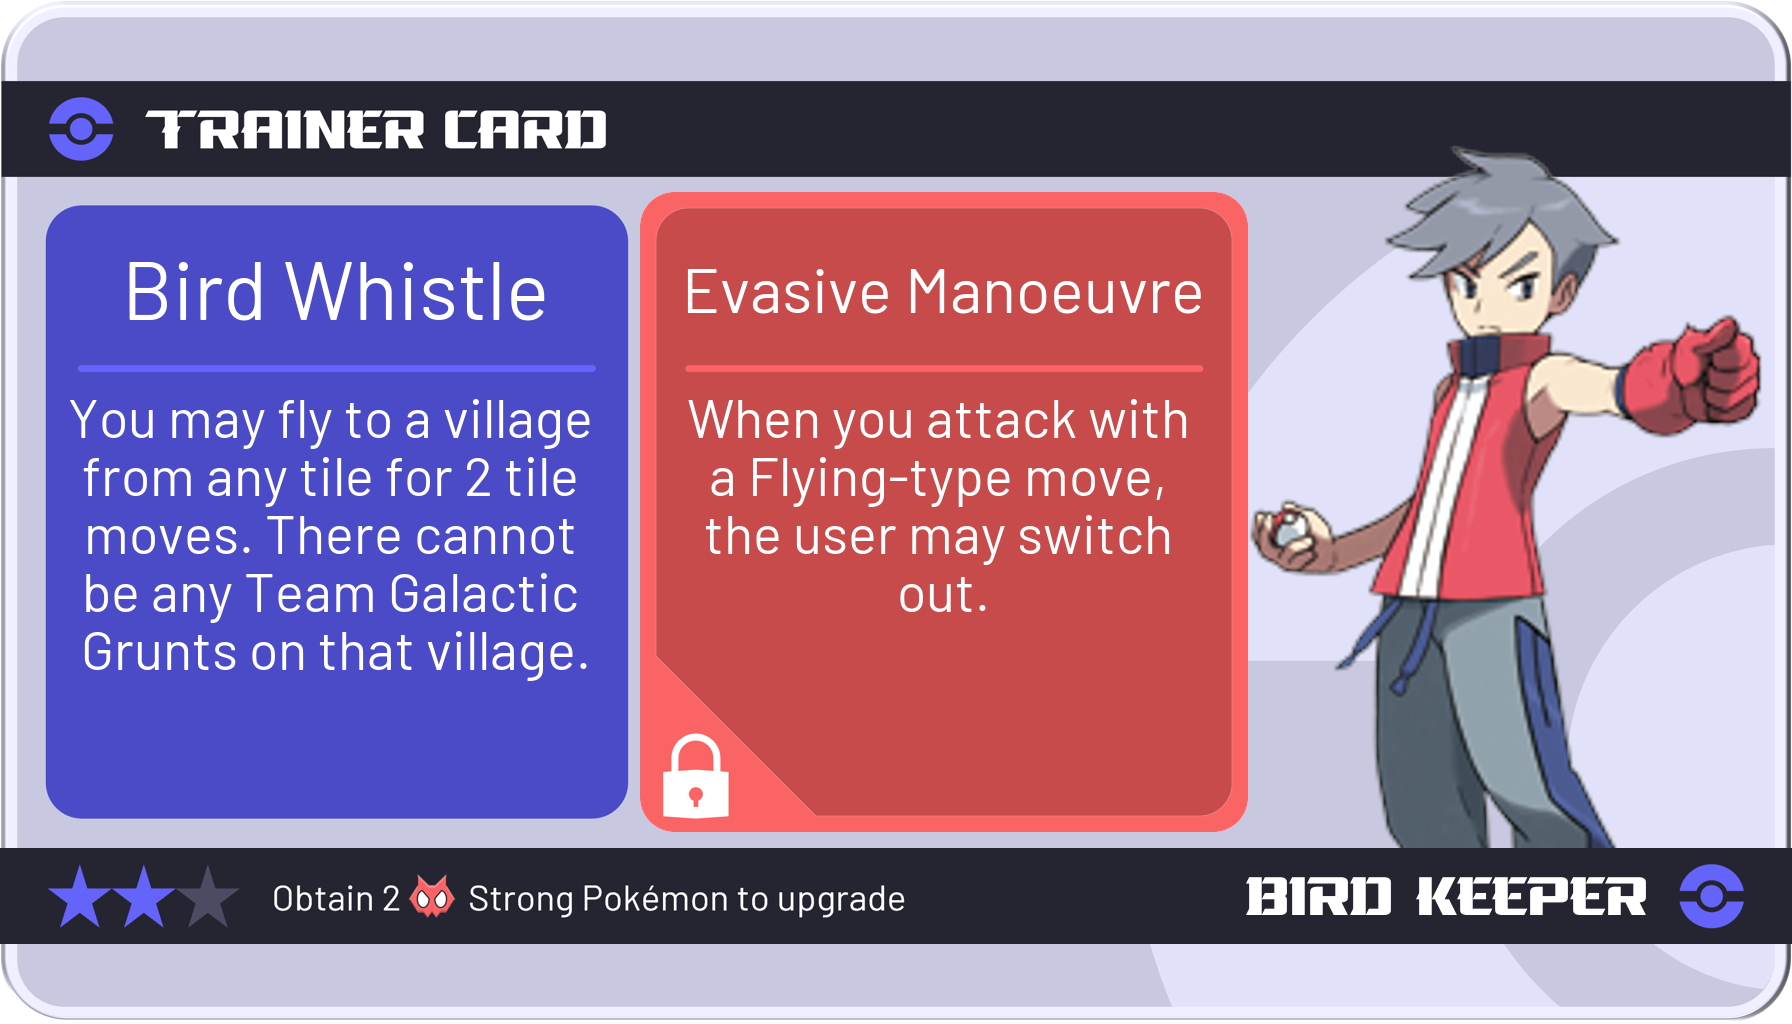 TRAINER CARD
Bird Whistle
You may fly to a village
from any tile for 2 tile
moves. There cannot
be any Team Galactic
Grunts on that village.
Evasive Manoeuvre
When you attack with
a Flying-type move,
the user may switch
out.
Obtain 2 Strong Pokémon to upgrade
BIRD KEEPER